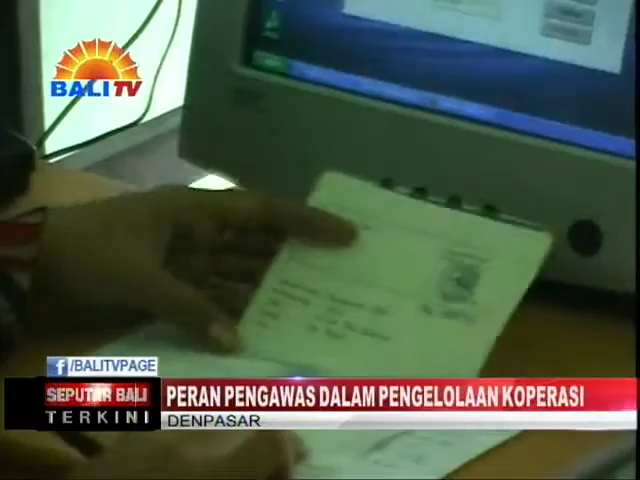 BALI TV
f/BALITVPAGE
SEPUTAR BALI
TERKINI
PERAN PENGAWAS DALAM PENGELOLAAN KOPERASI
DENPASAR